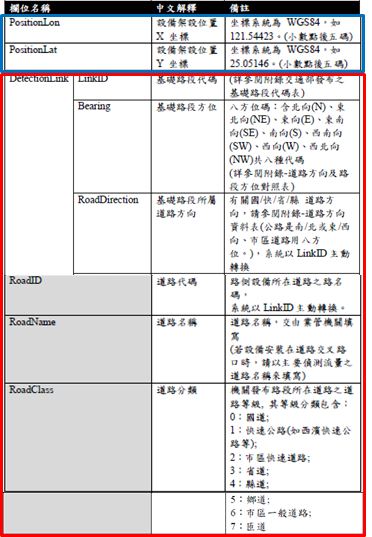 欄位名稱 中文解釋 備註
PositionLon 設備架設位置 坐標系統為 WGS84，如
X 坐標 121.54423。(小數點後五碼)
PositionLat 設備架設位置 坐標系統為 WGS84，如
Y 坐標 25.05146。(小數點後五碼)
DetectionLink LinkID 基礎路段代碼 (詳參閱附錄交通部發布之
基礎路段代碼表)
Bearing 基礎路段方位 八方位碼：含北向(N)、東
北向(NE)、東向(E)、東南
向(SE)、南向(S)、西南向
(SW)、西向(W)、西北向
(NW)共八種代碼
(詳參閱附錄-道路方向及路
段方位對照表)
RoadDirection 基礎路段所屬 有關國/快/省/縣 道路方
道路方向 向，請參閱附錄-道路方向
資料表(公路是南/北或東/西
向、市區道路用八方
位。)，系統以 LinkID 主動
轉換
RoadID 道路代碼 路側設備所在道路之路名
碼，
系統以 LinkID 主動轉換。
RoadName 道路名稱 道路名稱，交由業管機關填
寫
(若設備安裝在道路交叉路
口時，請以主要偵測流量之
道路名稱來填寫)
RoadClass 道路分類 機關發布路段所在道路之道
路等級, 其等級分類包含：
0：國道;
1：快速公路(如西濱快速公
路等);
2：市區快速道路;
3：省道;
4：縣道;
5：鄉道;
6：市區一般道路;
7：匝道